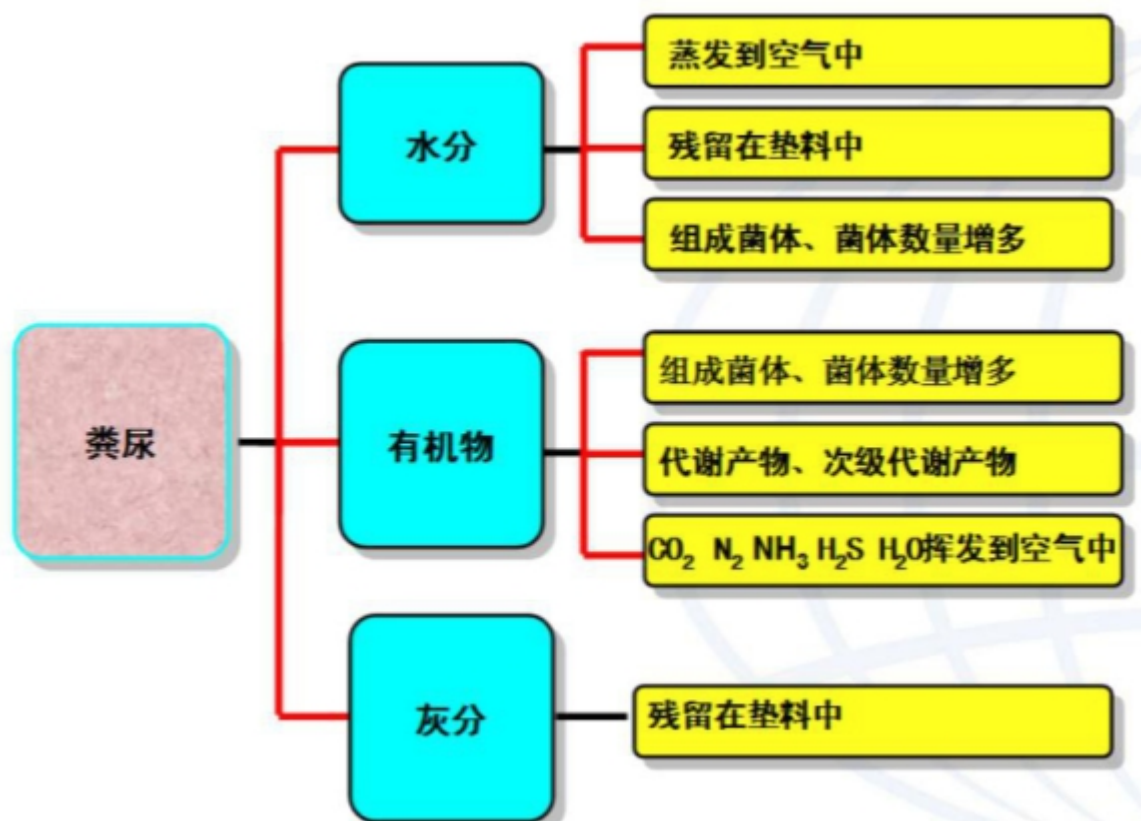 粪尿
水分
蒸发到空气中
残留在垫料中
组成菌体、菌体数量增多
有机物
组成菌体、菌体数量增多
代谢产物、次级代谢产物
CO₂ N₂ NH₃ H₂S H₂O挥发到空气中
灰分
残留在垫料中